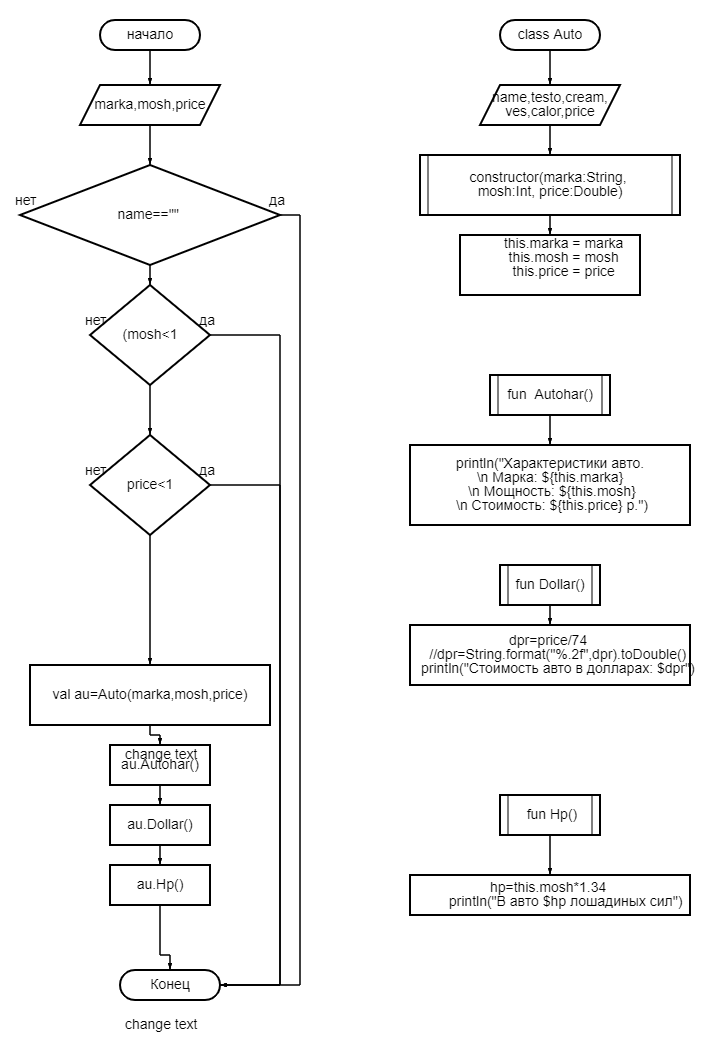 начало
marka,mosh,price
нет
да
name==""
нет
да
(mosh<1
нет
да
price<1
val au=Auto(marka,mosh,price)
change text
au.Autohar()
au.Dollar()
au.Hp()
Конец
change text
class Auto
name,testo,cream,
ves,calor,price
constructor(marka:String,
mosh:Int, price:Double)
this.marka = marka
this.mosh = mosh
this.price = price
fun Autohar()
println("Характеристики авто.
\n Марка: ${this.marka}
\n Мощность: ${this.mosh}
\n Стоимость: ${this.price} р.")
fun Dollar()
dpr=price/74
//dpr=String.format("%.2f",dpr).toDouble()
println("Стоимость авто в долларах: $dpr")
fun Hp()
hp=this.mosh*1.34
println("В авто $hp лошадиных сил")